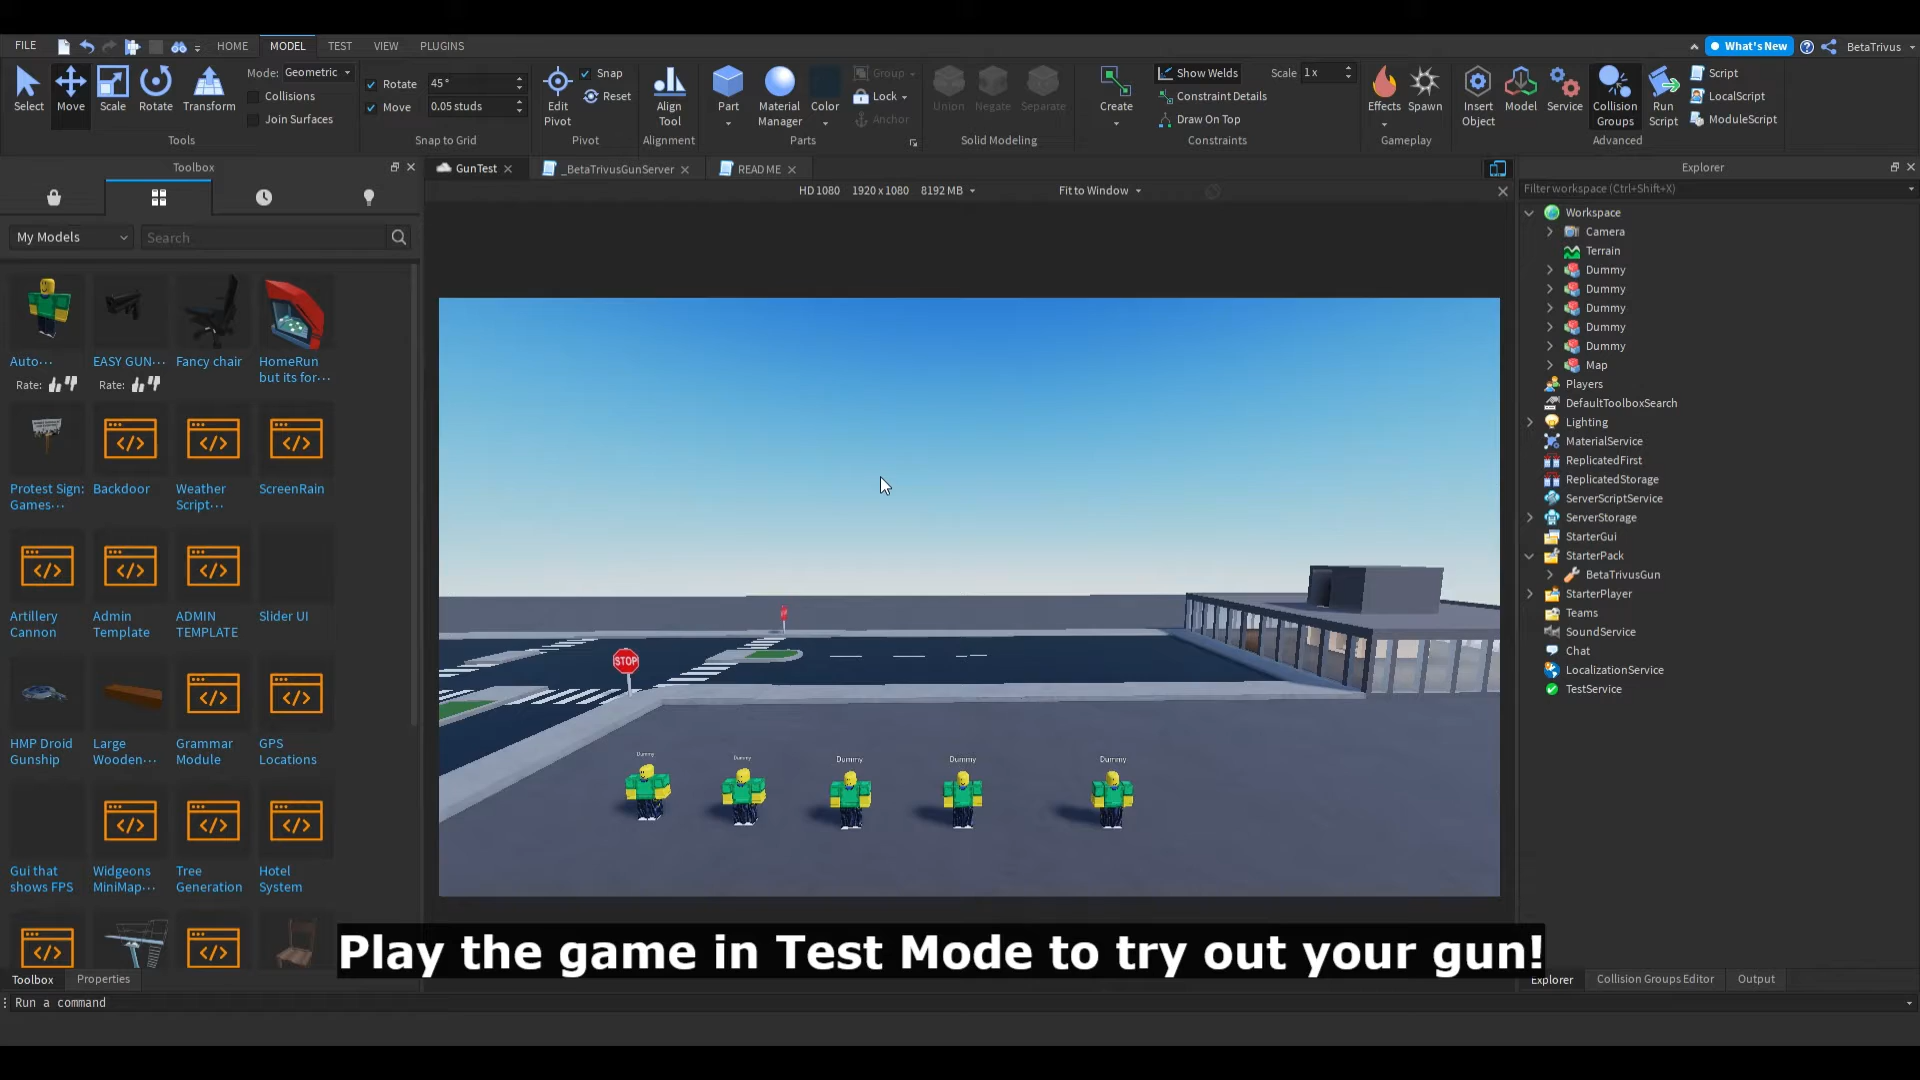 FILE
HOME
MODEL
TEST
VIEW
PLUGINS
What's New
BetaTrivus
Select
Move
Scale
Rotate
Transform
Mode: Geometric
Collisions
Join Surfaces
Tools
Rotate 45°
Move 0.05 studs
Snap to Grid
Edit
Pivot
Snap
Reset
Pivot
Align
Tool
Alignment
Part
Material
Manager
Color
Group
Lock
Anchor
Parts
Union
Negate
Separate
Solid Modeling
Create
Show Welds
Constraint Details
Draw On Top
Scale 1 x
Constraints
Effects
Spawn
Gameplay
Insert
Object
Model
Service
Collision
Groups
Run
Script
Script
LocalScript
ModuleScript
Advanced
Toolbox
My Models
Search
Auto...
Rate:
EASY GUN...
Rate:
Fancy chair
HomeRun
but its for...
Protest Sign:
Games...
Backdoor
Weather
Script...
ScreenRain
Artillery
Cannon
Admin
Template
ADMIN
TEMPLATE
Slider UI
HMP Droid
Gunship
Large
Wooden...
Grammar
Module
GPS
Locations
Gui that
shows FPS
Widgeons
MiniMap...
Tree
Generation
Hotel
System
Toolbox
Properties
Run a command
GunTest
_BetaTrivusGunServer
READ ME
HD 1080 1920 x 1080 8192 MB
Fit to Window
STOP
Dummy
Dummy
Dummy
Dummy
Dummy
Play the game in Test Mode to try out your gun!
Explorer
Filter workspace (Ctrl+Shift+X)
Workspace
Camera
Terrain
Dummy
Dummy
Dummy
Dummy
Dummy
Map
Players
DefaultToolboxSearch
Lighting
MaterialService
ReplicatedFirst
ReplicatedStorage
ServerScriptService
ServerStorage
StarterGui
StarterPack
BetaTrivusGun
StarterPlayer
Teams
SoundService
Chat
LocalizationService
TestService
Explorer
Collision Groups Editor
Output